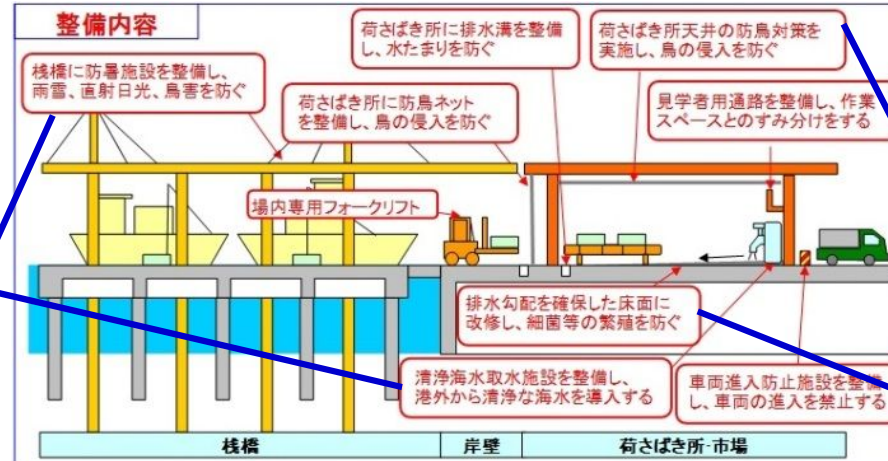 整備内容
桟橋に防暑施設を整備し、
雨雪、直射日光、鳥害を防ぐ
荷さばき所に排水溝を整備
し、水たまりを防ぐ
荷さばき所天井の防鳥対策を
実施し、鳥の侵入を防ぐ
荷さばき所に防鳥ネット
を整備し、鳥の侵入を防ぐ
見学者用通路を整備し、作業
スペースとのすみ分けをする
場内専用フォークリフト
排水勾配を確保した床面に
改修し、細菌等の繁殖を防ぐ
清浄海水取水施設を整備し、
港外から清浄な海水を導入する
車両進入防止施設を整備
し、車両の進入を禁止する
桟橋
岸壁
荷さばき所・市場